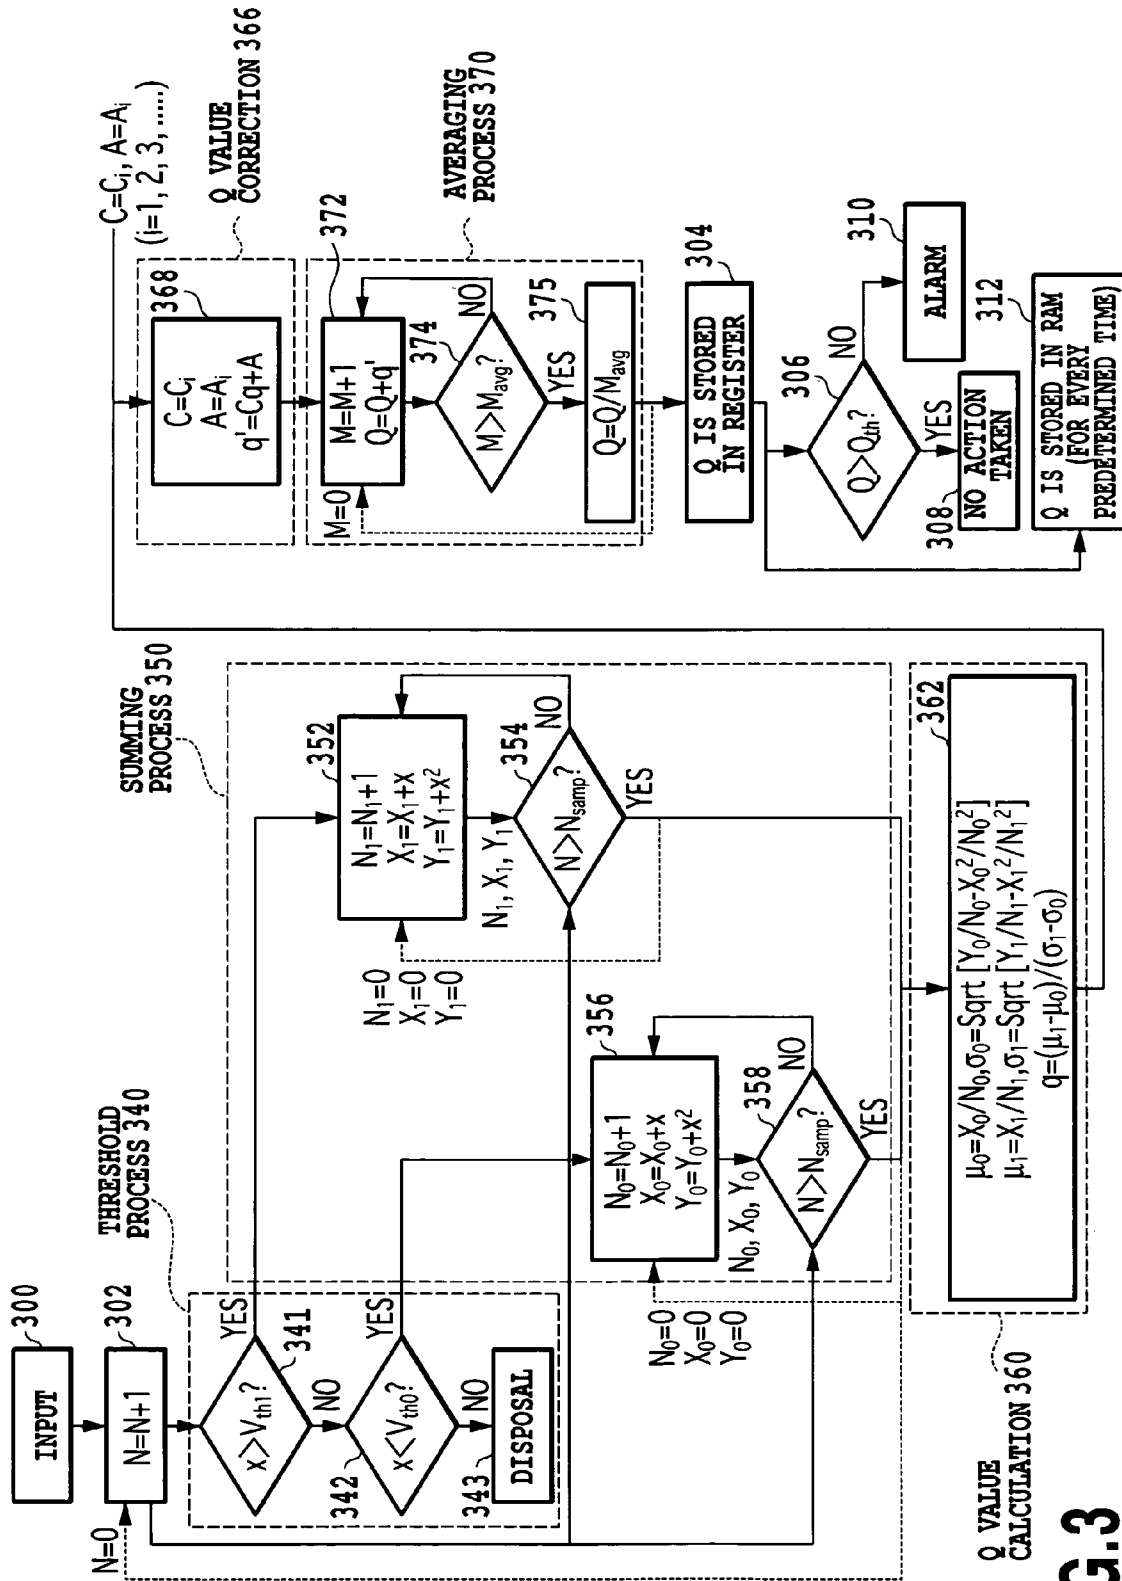 INPUT
300
N=0
N=N+1
302
THRESHOLD
PROCESS 340
x>Vth1?
341
YES
NO
x<Vth0?
342
YES
NO
DISPOSAL
343
SUMMING
PROCESS 350
352
N₁=N₁+1
X₁=X₁+x
Y₁=Y₁+x²
N₁=0
X₁=0
Y₁=0
N₁, X₁, Y₁
354
N>Nsamp?
NO
YES
356
N₀=N₀+1
X₀=X₀+x
Y₀=Y₀+x²
N₀=0
X₀=0
Y₀=0
N₀, X₀, Y₀
358
N>Nsamp?
NO
YES
Q VALUE
CALCULATION 360
362
μ₀=X₀/N₀,σ₀=Sqrt [Y₀/N₀-X₀²/N₀²]
μ₁=X₁/N₁,σ₁=Sqrt [Y₁/N₁-X₁²/N₁²]
q=(μ₁-μ₀)/(σ₁-σ₀)
C=Cᵢ, A=Aᵢ
(i=1, 2, 3, .....)
Q VALUE
CORRECTION 366
368
C=Cᵢ
A=Aᵢ
q'=Cq+A
AVERAGING
PROCESS 370
372
M=0
M=M+1
Q=Q+q'
374
M>Mavg?
NO
YES
375
Q=Q/Mavg
304
Q IS STORED
IN REGISTER
306
Q>Qth?
NO
YES
310
ALARM
308
NO ACTION
TAKEN
312
Q IS STORED IN RAM
(FOR EVERY
PREDETERMINED TIME)
G.3